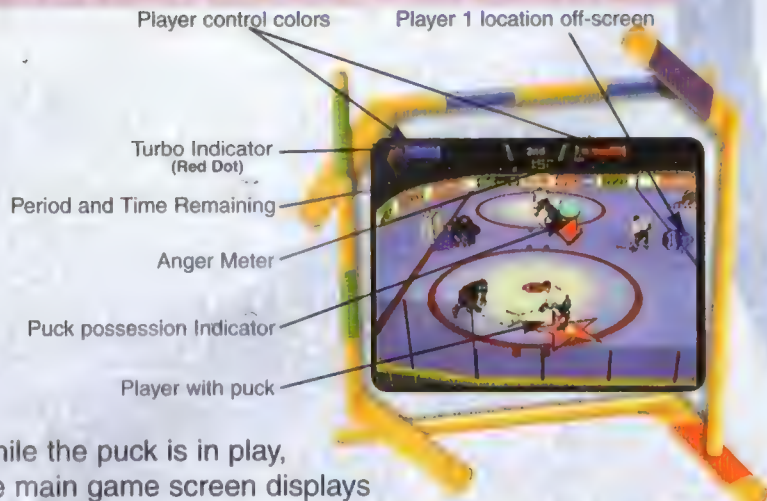 Player control colors
Player 1 location off-screen
Turbo Indicator
(Red Dot)
Period and Time Remaining
Anger Meter
Puck possession Indicator
Player with puck
2nd
hile the puck is in play,
e main game screen displays